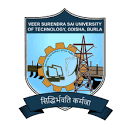 VEER SURENDRA SAI UNIVERSITY
OF TECHNOLOGY, ODISHA, BURLA
सिद्धिर्भवति कर्मजा